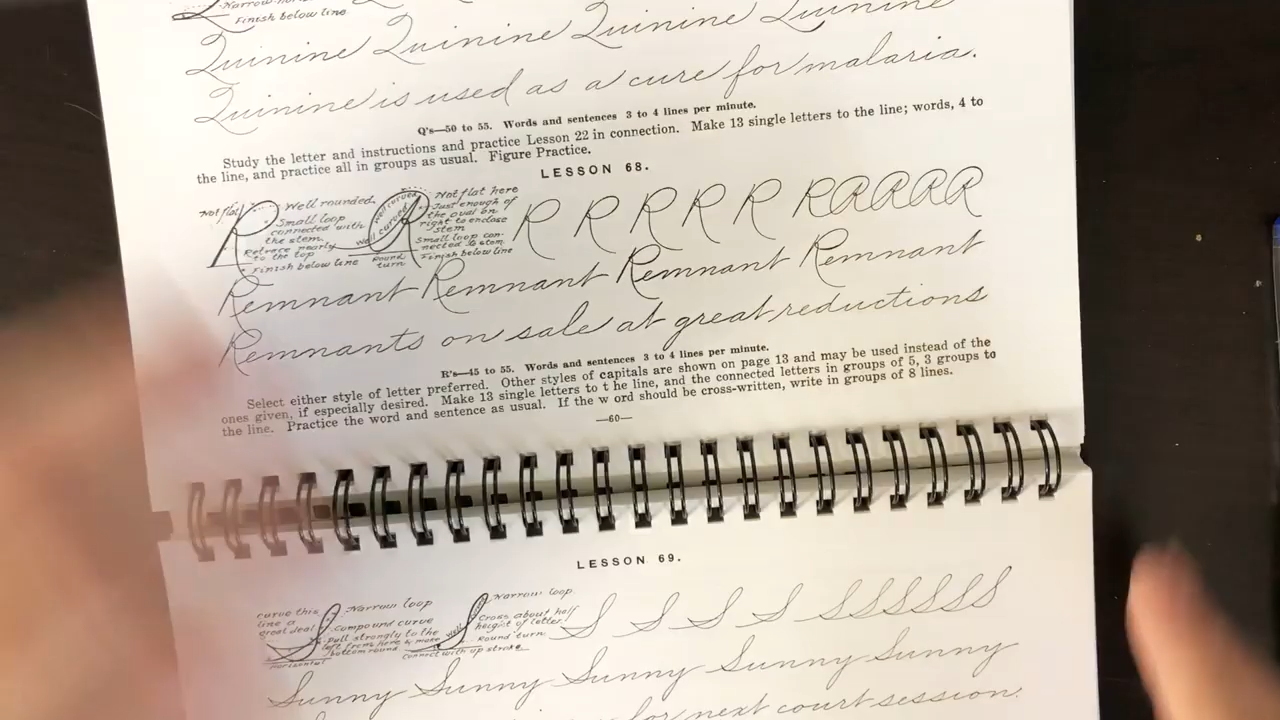 Narrow
Finish below line
Quinine Quinine Quinine Quinine
Quinine is used as a cure for malaria.
Q's—50 to 55. Words and sentences 3 to 4 lines per minute.
Study the letter and instructions and practice Lesson 22 in connection. Make 13 single letters to the line; words, 4 to
the line, and practice all in groups as usual. Figure Practice.
LESSON 68.
Not flat
Well rounded
Small loop
connected with
the stem.
Retrace nearly
to the top
Finish below line
well curved
well curved
Round
turn
Not flat here
Just enough of
the oval on
right to enclose
stem
Small loop con-
nected to stem
Finish below line
R R R R R R RRRRR
Remnant Remnant Remnant Remnant
Remnants on sale at great reductions
R's—45 to 55. Words and sentences 3 to 4 lines per minute.
Select either style of letter preferred. Other styles of capitals are shown on page 13 and may be used instead of the
ones given, if especially desired. Make 13 single letters to t he line, and the connected letters in groups of 5, 3 groups to
the line. Practice the word and sentence as usual. If the w ord should be cross-written, write in groups of 8 lines.
—60—
LESSON 69.
curve this
line a
great deal
Narrow loop
Compound curve
Pull strongly to the
left from here & make
bottom round
horizontal
S
well
Narrow loop
Cross about half
height of letter
Round turn
Connect with up stroke
S S S S S SSSSSS
Sunny Sunny Sunny Sunny Sunny
for next court session.